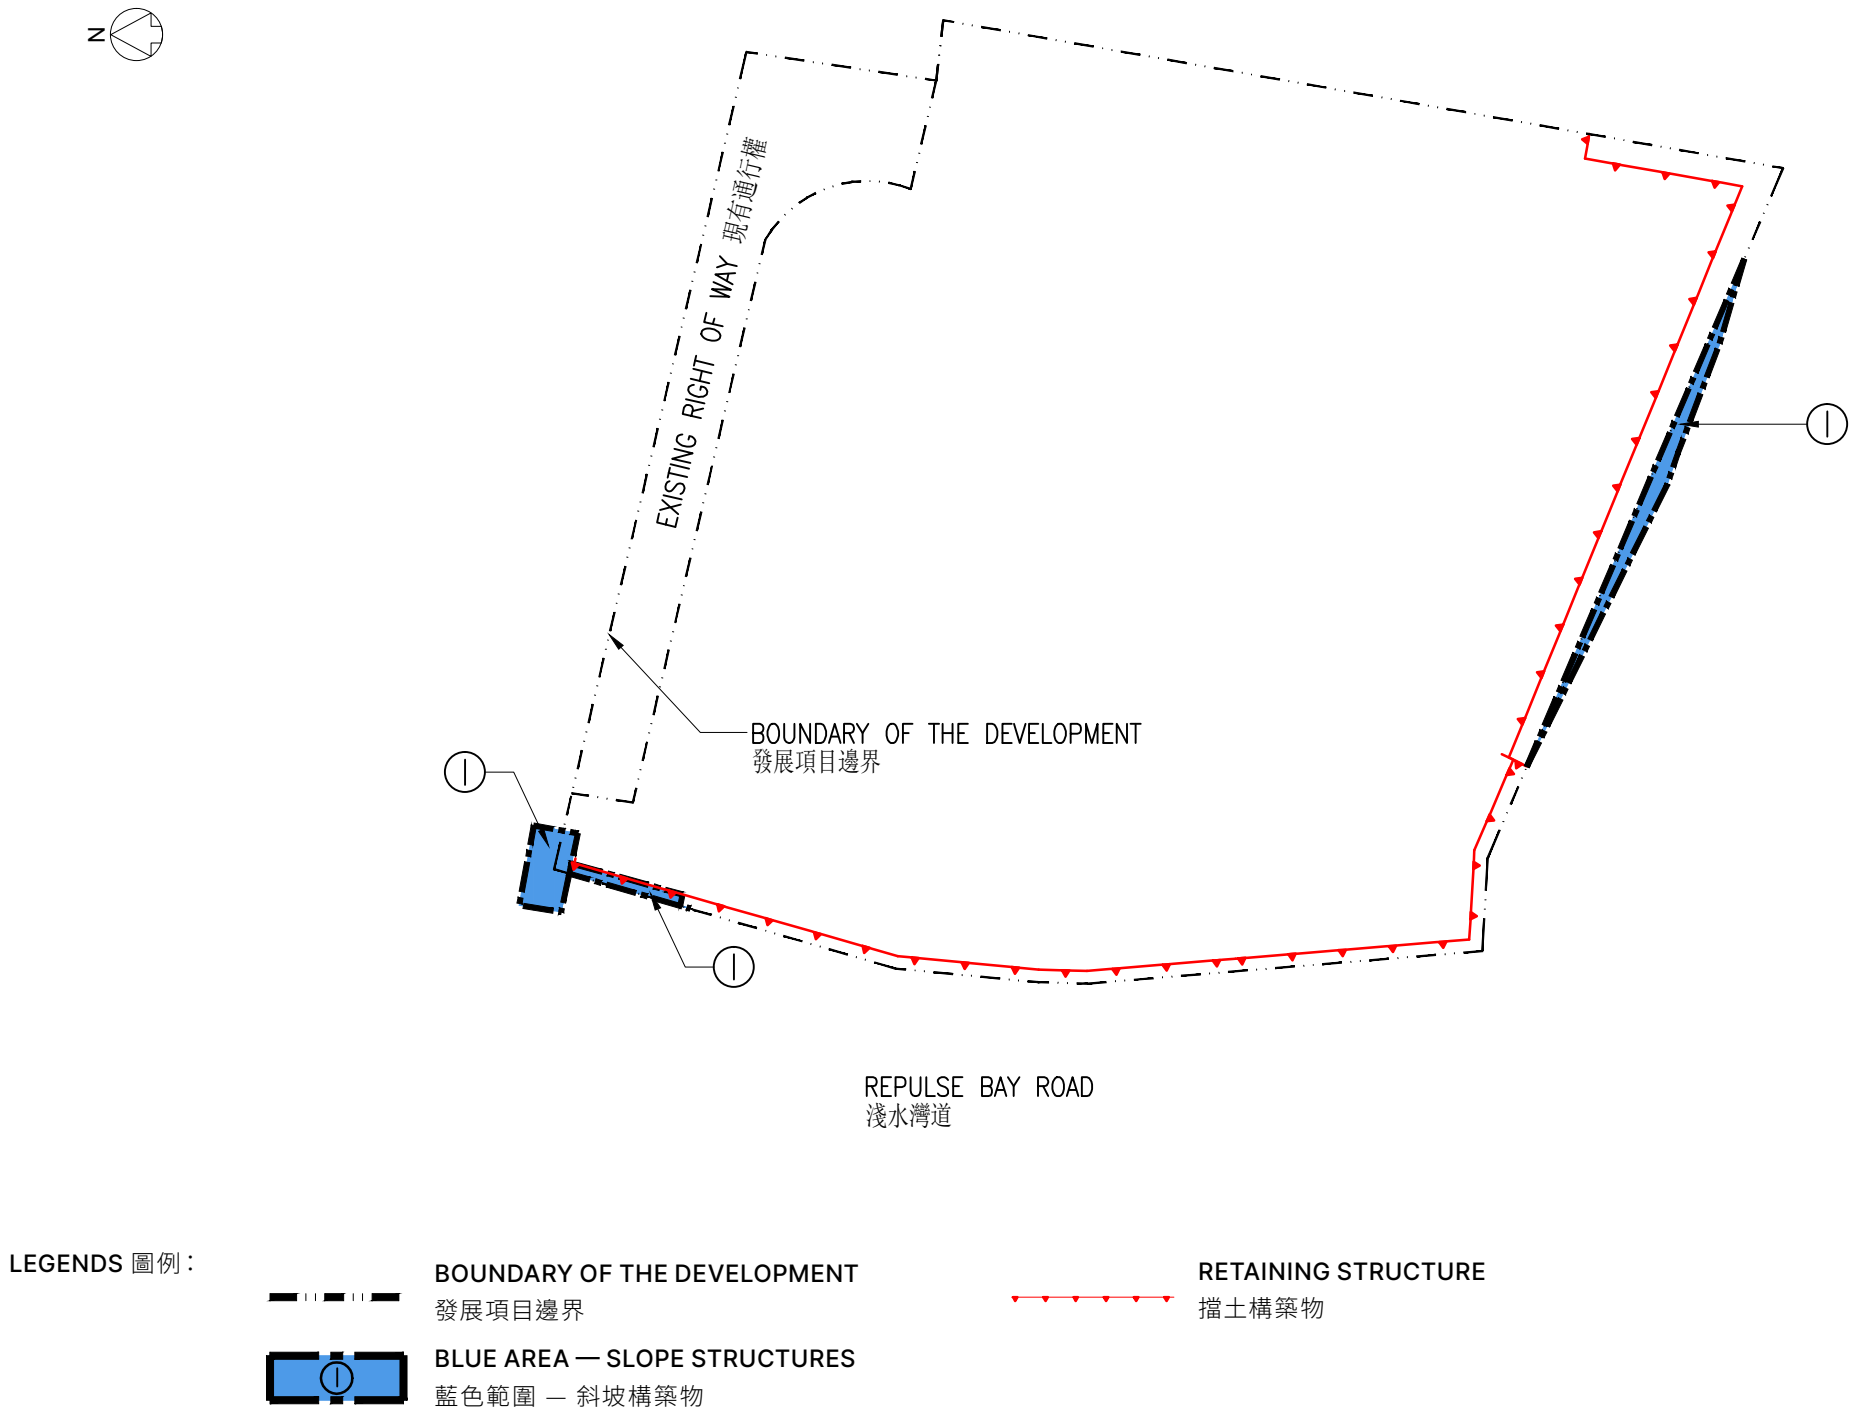 N
EXISTING RIGHT OF WAY 現有通行權
I
BOUNDARY OF THE DEVELOPMENT
發展項目邊界
I
I
REPULSE BAY ROAD
淺水灣道
LEGENDS 圖例：
BOUNDARY OF THE DEVELOPMENT
發展項目邊界
RETAINING STRUCTURE
擋土構築物
I
BLUE AREA — SLOPE STRUCTURES
藍色範圍 — 斜坡構築物